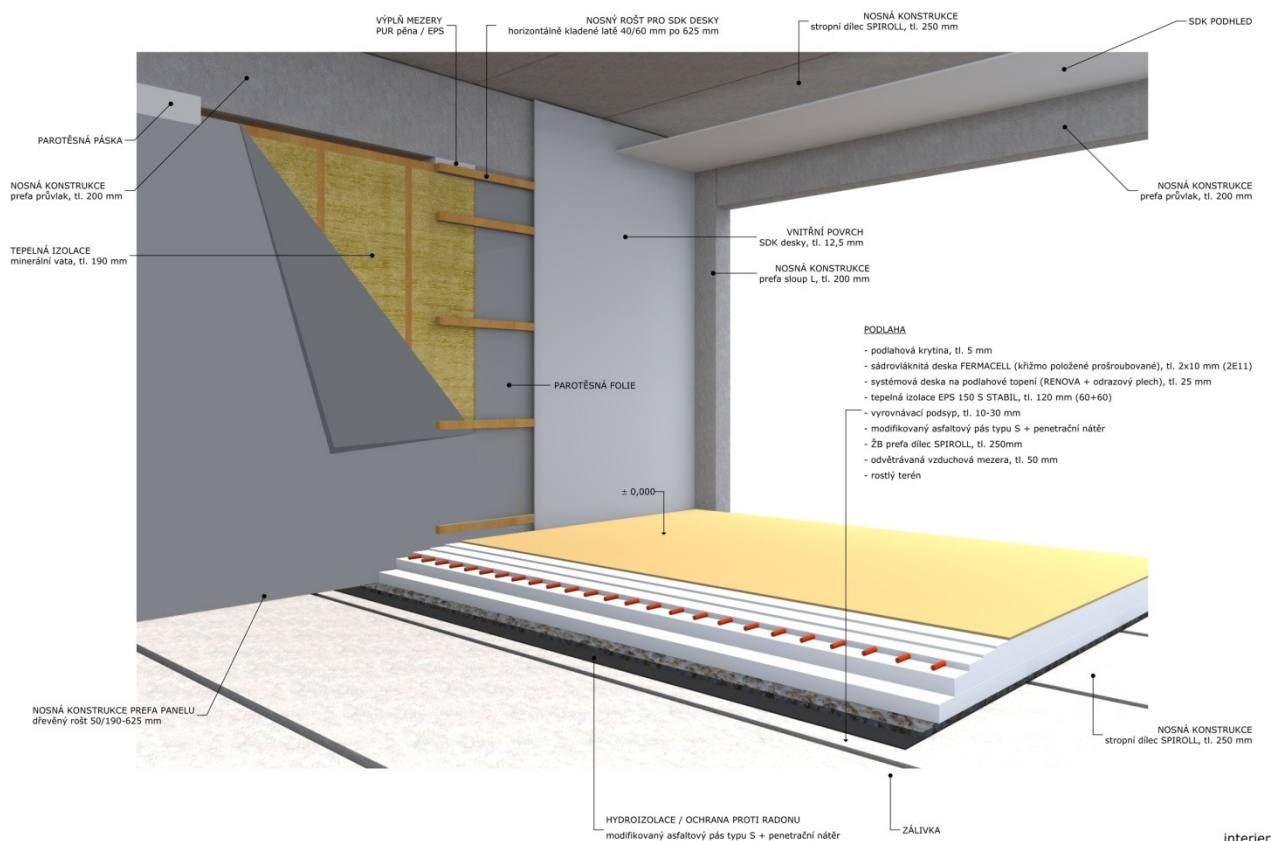 VÝPLŇ MEZERY
PUR pěna / EPS
NOSNÝ ROŠT PRO SDK DESKY
horizontálně kladené latě 40/60 mm po 625 mm
NOSNÁ KONSTRUKCE
stropní dílec SPIROLL, tl. 250 mm
SDK PODHLED
PAROTĚSNÁ PÁSKA
NOSNÁ KONSTRUKCE
prefa průvlak, tl. 200 mm
NOSNÁ KONSTRUKCE
prefa průvlak, tl. 200 mm
TEPELNÁ IZOLACE
minerální vata, tl. 190 mm
VNITŘNÍ POVRCH
SDK desky, tl. 12,5 mm
NOSNÁ KONSTRUKCE
prefa sloup L, tl. 200 mm
PAROTĚSNÁ FOLIE
PODLAHA
- podlahová krytina, tl. 5 mm
- sádrovláknitá deska FERMACELL (křižmo položené prošroubované), tl. 2x10 mm (2E11)
- systémová deska na podlahové topení (RENOVA + odrazový plech), tl. 25 mm
- tepelná izolace EPS 150 S STABIL, tl. 120 mm (60+60)
- vyrovnávací podsyp, tl. 10-30 mm
- modifikovaný asfaltový pás typu S + penetrační nátěr
- ŽB prefa dílec SPIROLL, tl. 250mm
- odvětrávaná vzduchová mezera, tl. 50 mm
- rostlý terén
± 0,000
NOSNÁ KONSTRUKCE PREFA PANELU
dřevěný rošt 50/190-625 mm
NOSNÁ KONSTRUKCE
stropní dílec SPIROLL, tl. 250 mm
HYDROIZOLACE / OCHRANA PROTI RADONU
modifikovaný asfaltový pás typu S + penetrační nátěr
ZÁLIVKA
interier